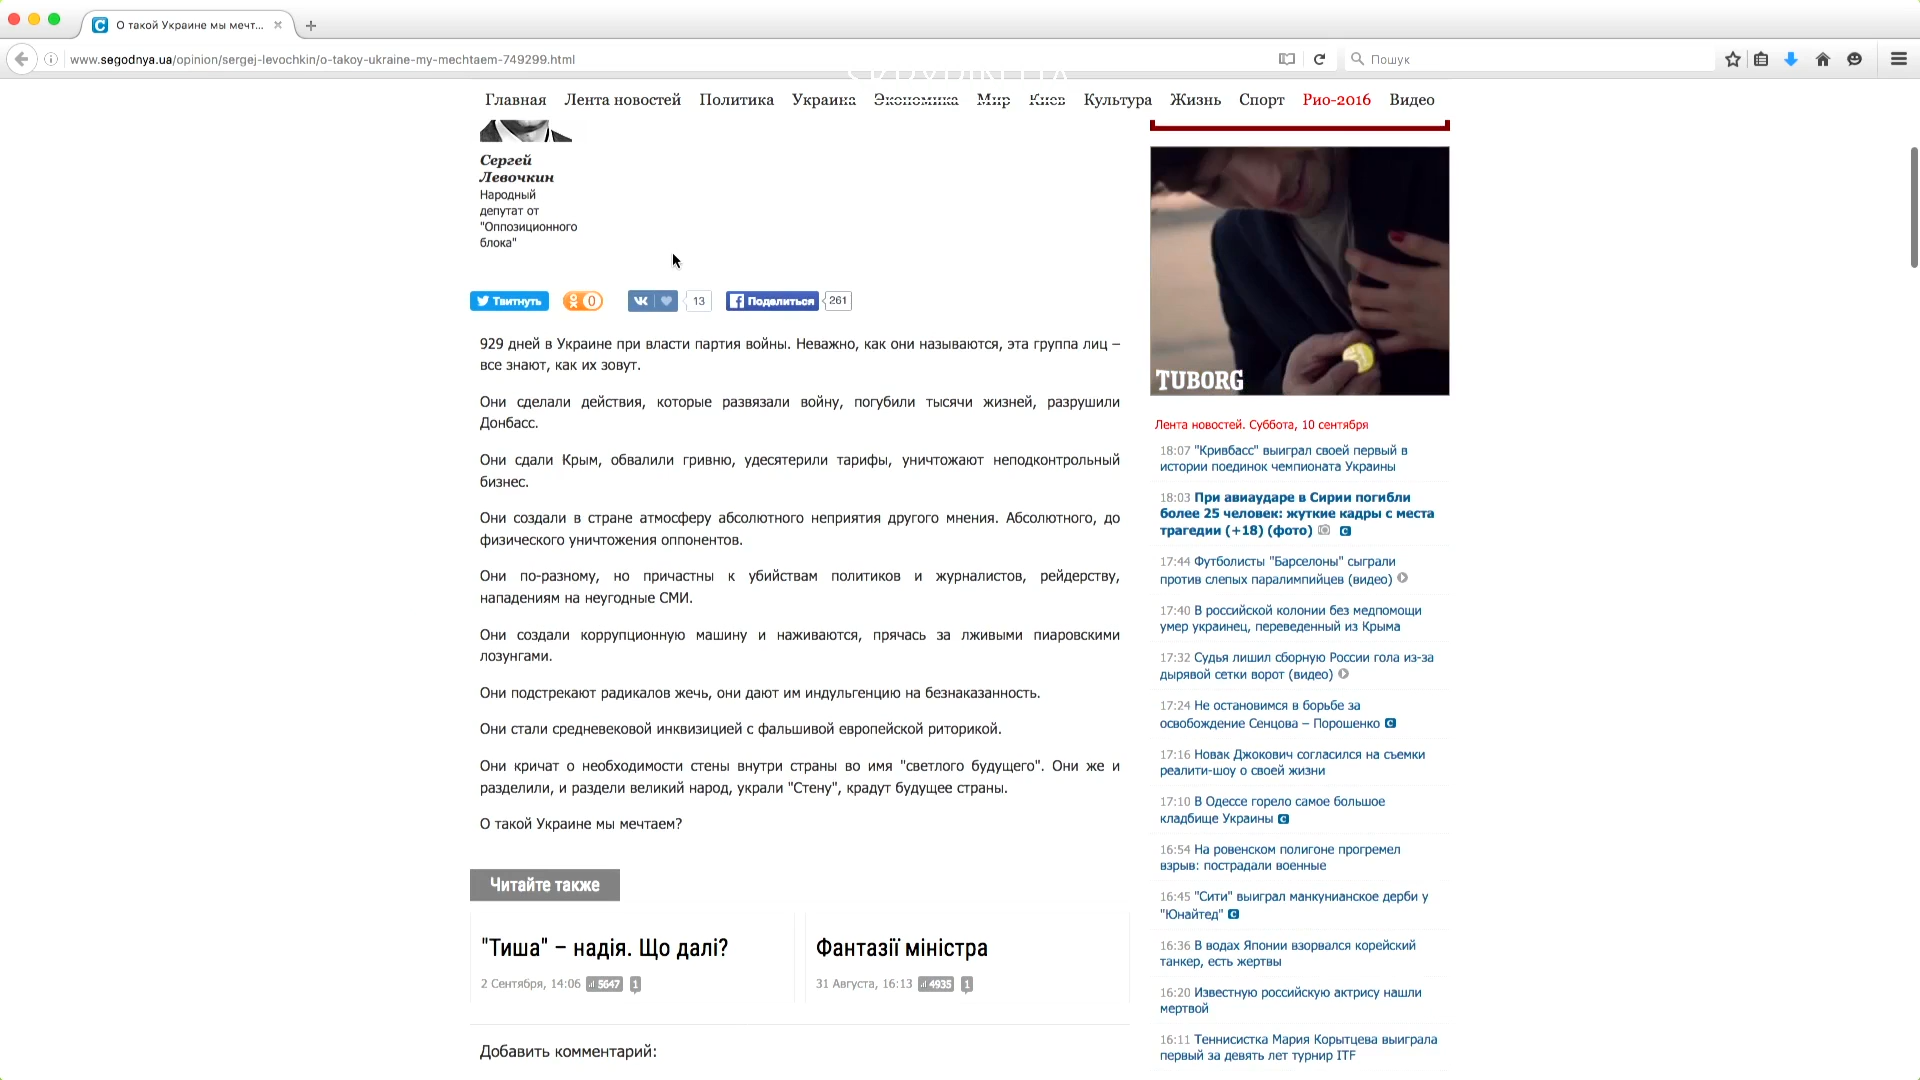 О такой Украине мы мечт...
www.segodnya.ua/opinion/sergej-levochkin/o-takoy-ukraine-my-mechtaem-749299.html
Пошук
Главная Лента новостей Политика Украина Экономика Мир Киев Культура Жизнь Спорт Рио-2016 Видео
Сергей
Левочкин
Народный
депутат от
"Оппозиционного
блока"
Твитнуть
0
13
Поделиться
261
929 дней в Украине при власти партия войны. Неважно, как они называются, эта группа лиц –
все знают, как их зовут.
Они сделали действия, которые развязали войну, погубили тысячи жизней, разрушили
Донбасс.
Они сдали Крым, обвалили гривню, удесятерили тарифы, уничтожают неподконтрольный
бизнес.
Они создали в стране атмосферу абсолютного неприятия другого мнения. Абсолютного, до
физического уничтожения оппонентов.
Они по-разному, но причастны к убийствам политиков и журналистов, рейдерству,
нападениям на неугодные СМИ.
Они создали коррупционную машину и наживаются, прячась за лживыми пиаровскими
лозунгами.
Они подстрекают радикалов жечь, они дают им индульгенцию на безнаказанность.
Они стали средневековой инквизицией с фальшивой европейской риторикой.
Они кричат о необходимости стены внутри страны во имя "светлого будущего". Они же и
разделили, и раздели великий народ, украли "Стену", крадут будущее страны.
О такой Украине мы мечтаем?
Читайте также
"Тиша" – надія. Що далі?
2 Сентября, 14:06 5647 1
Фантазії міністра
31 Августа, 16:13 4935 1
Добавить комментарий:
TUBORG
Лента новостей. Суббота, 10 сентября
18:07 "Кривбасс" выиграл своей первый в
истории поединок чемпионата Украины
18:03 При авиаударе в Сирии погибли
более 25 человек: жуткие кадры с места
трагедии (+18) (фото)
17:44 Футболисты "Барселоны" сыграли
против слепых паралимпийцев (видео)
17:40 В российской колонии без медпомощи
умер украинец, переведенный из Крыма
17:32 Судья лишил сборную России гола из-за
дырявой сетки ворот (видео)
17:24 Не остановимся в борьбе за
освобождение Сенцова – Порошенко
17:16 Новак Джокович согласился на съемки
реалити-шоу о своей жизни
17:10 В Одессе горело самое большое
кладбище Украины
16:54 На ровенском полигоне прогремел
взрыв: пострадали военные
16:45 "Сити" выиграл манкунианское дерби у
"Юнайтед"
16:36 В водах Японии взорвался корейский
танкер, есть жертвы
16:20 Известную российскую актрису нашли
мертвой
16:11 Теннисистка Мария Корытцева выиграла
первый за девять лет турнир ITF